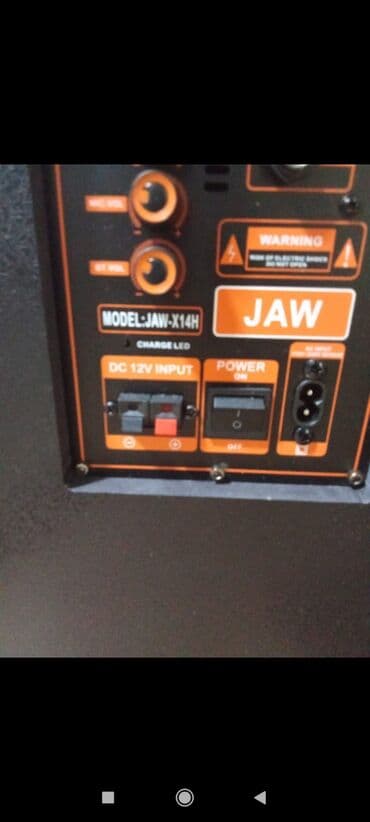 MIC VOL
BT VOL
WARNING
RISK OF ELECTRIC SHOCK
DO NOT OPEN
MODEL:JAW-X14H
JAW
CHARGE LED
DC 12V INPUT
POWER
ON
AC INPUT
OFF